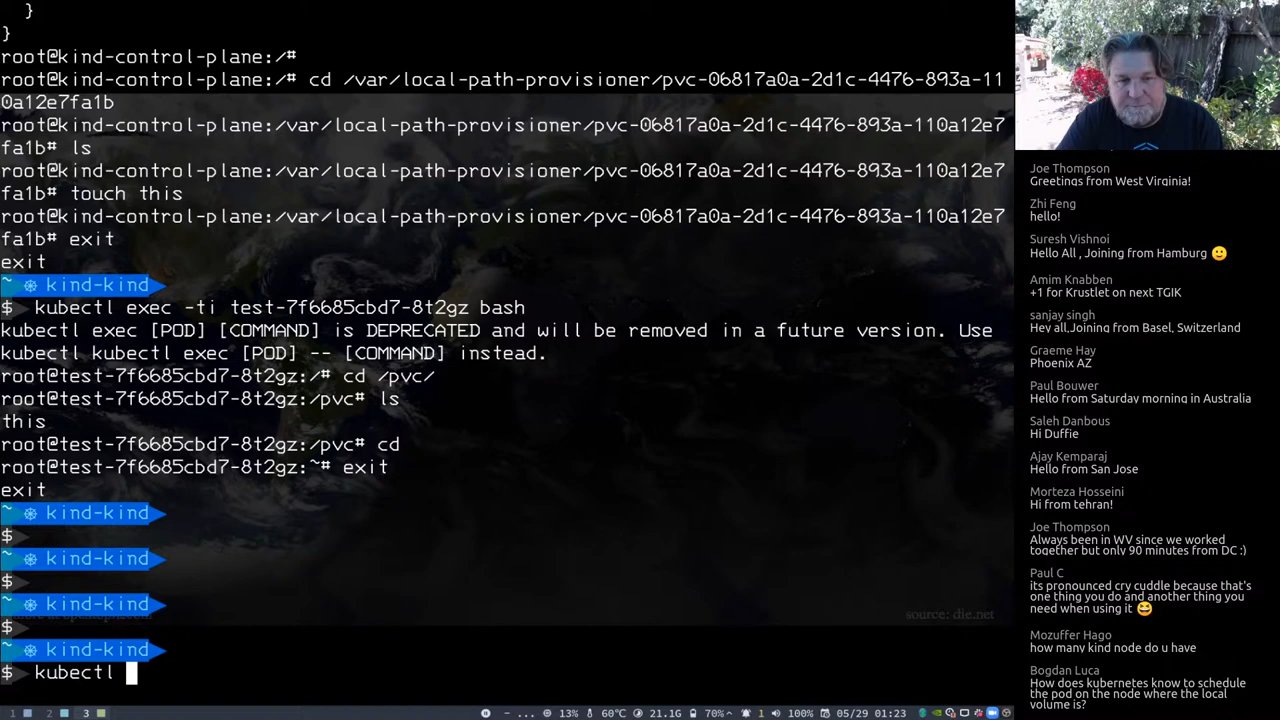 }
}
root@kind-control-plane:/#
root@kind-control-plane:/# cd /var/local-path-provisioner/pvc-06817a0a-2d1c-4476-893a-11
0a12e7fa1b
root@kind-control-plane:/var/local-path-provisioner/pvc-06817a0a-2d1c-4476-893a-110a12e7
fa1b# ls
root@kind-control-plane:/var/local-path-provisioner/pvc-06817a0a-2d1c-4476-893a-110a12e7
fa1b# touch this
root@kind-control-plane:/var/local-path-provisioner/pvc-06817a0a-2d1c-4476-893a-110a12e7
fa1b# exit
exit
~ ⎈ kind-kind
$ kubectl exec -ti test-7f6685cbd7-8t2gz bash
kubectl exec [POD] [COMMAND] is DEPRECATED and will be removed in a future version. Use
kubectl kubectl exec [POD] -- [COMMAND] instead.
root@test-7f6685cbd7-8t2gz:/# cd /pvc/
root@test-7f6685cbd7-8t2gz:/pvc# ls
this
root@test-7f6685cbd7-8t2gz:/pvc# cd
root@test-7f6685cbd7-8t2gz:~# exit
exit
~ ⎈ kind-kind
$
~ ⎈ kind-kind
$
~ ⎈ kind-kind
$
source: die.net
~ ⎈ kind-kind
$ kubectl
1 2 3
- ... 13% 60℃ 21.1G 70% 1 100% 05/29 01:23
Joe Thompson
Greetings from West Virginia!
Zhi Feng
hello!
Suresh Vishnoi
Hello All , Joining from Hamburg 🙂
Amim Knabben
+1 for Krustlet on next TGIK
sanjay singh
Hey all,Joining from Basel, Switzerland
Graeme Hay
Phoenix AZ
Paul Bouwer
Hello from Saturday morning in Australia
Saleh Danbous
Hi Duffie
Ajay Kemparaj
Hello from San Jose
Morteza Hosseini
Hi from tehran!
Joe Thompson
Always been in WV since we worked
together but only 90 minutes from DC :)
Paul C
its pronounced cry cuddle because that's
one thing you do and another thing you
need when using it 😄
Mozuffer Hago
how many kind node do u have
Bogdan Luca
How does kubernetes know to schedule
the pod on the node where the local
volume is?